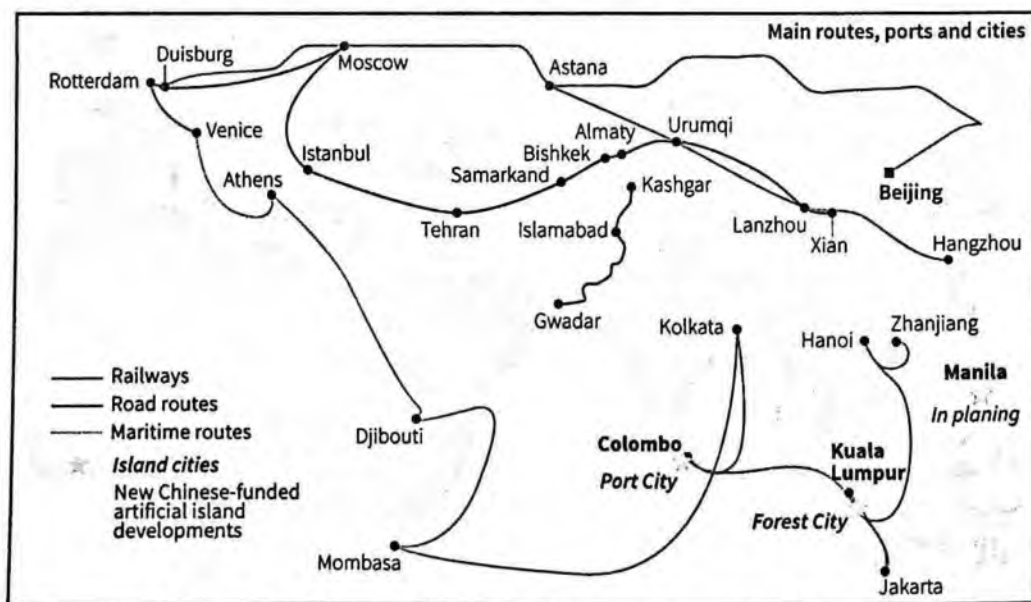 Main routes, ports and cities
Duisburg
Moscow
Rotterdam
Astana
Venice
Almaty
Urumqi
Istanbul
Bishkek
Athens
Samarkand
Kashgar
Beijing
Tehran
Islamabad
Lanzhou
Xian
Hangzhou
Gwadar
Kolkata
Hanoi
Zhanjiang
Railways
Manila
Road routes
In planing
Maritime routes
Djibouti
Colombo
Kuala
Lumpur
Island cities
Port City
New Chinese-funded
artificial island
developments
Forest City
Mombasa
Jakarta